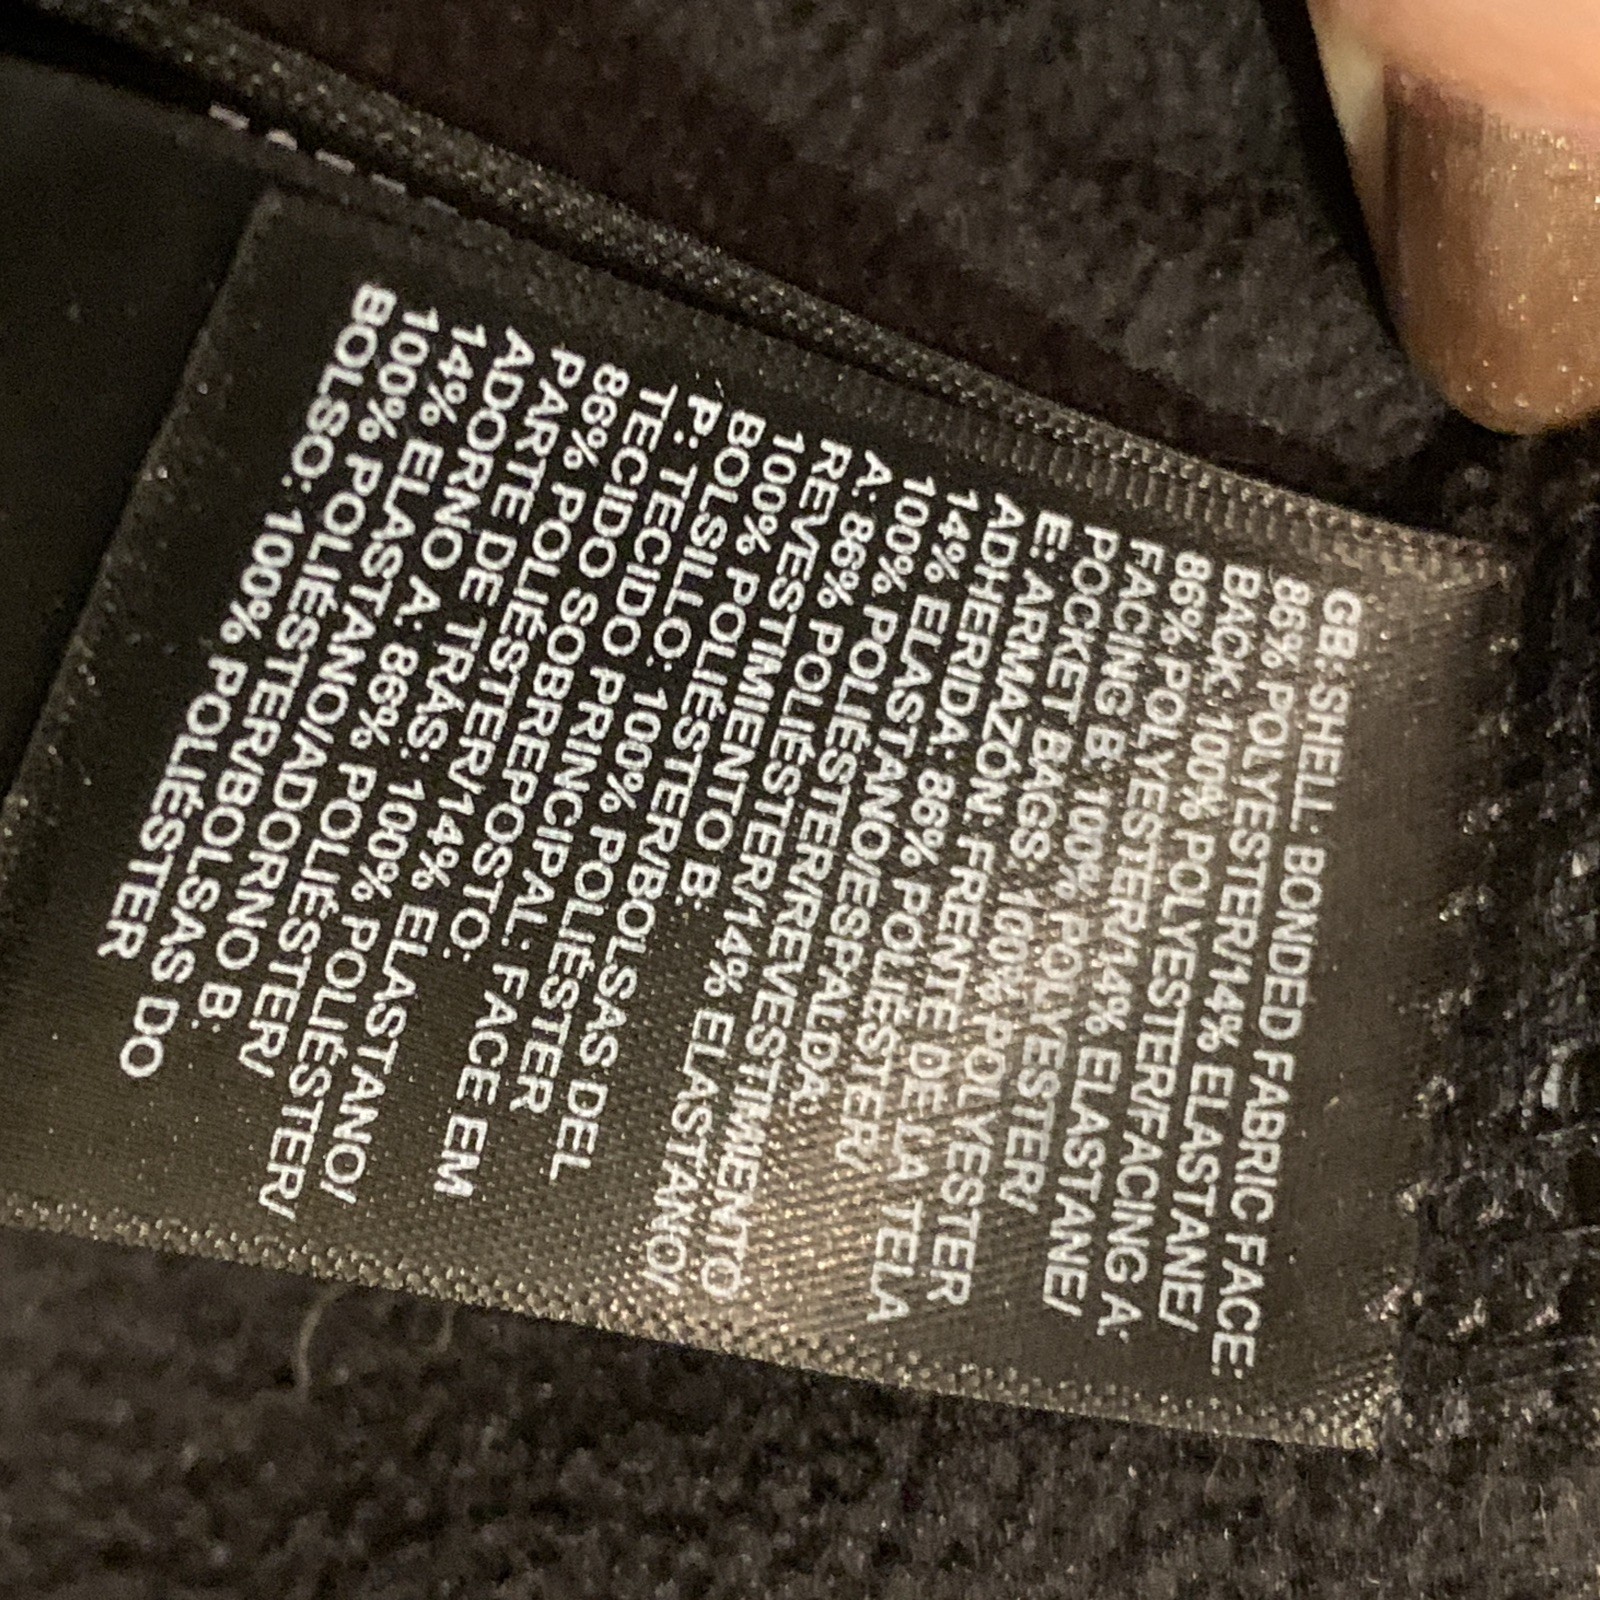 GB: SHELL: BONDED FABRIC FACE:
86% POLYESTER/14% ELASTANE/
BACK: 100% POLYESTER/FACING A:
86% POLYESTER/14% ELASTANE/
FACING B: 100% POLYESTER/
POCKET BAGS: 100% POLYESTER
E: ARMAZÓN: FRENTE DE LA TELA
ADHERIDA: 86% POLIÉSTER/
14% ELASTANO/ESPALDA:
100% POLIÉSTER/REVESTIMIENTO
A: 86% POLIÉSTER/14% ELASTANO/
REVESTIMIENTO B:
100% POLIÉSTER/BOLSAS DEL
BOLSILLO: 100% POLIÉSTER
P: TECIDO PRINCIPAL: FACE EM
TECIDO SOBREPOSTO:
86% POLIÉSTER/14% ELASTANO/
PARTE DE TRÁS: 100% POLIÉSTER/
ADORNO A: 86% POLIÉSTER/
14% ELASTANO/ADORNO B:
100% POLIÉSTER/BOLSAS DO
BOLSO: 100% POLIÉSTER